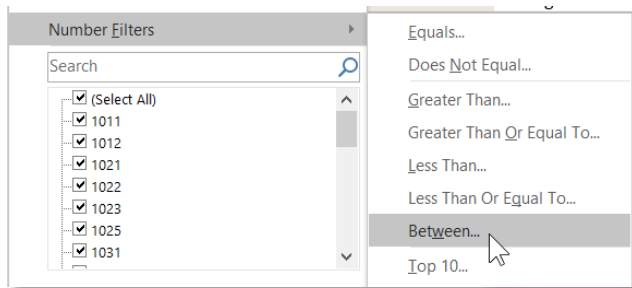 Number Filters
Search
(Select All)
1011
1012
1021
1022
1023
1025
1031
Equals...
Does Not Equal...
Greater Than...
Greater Than Or Equal To...
Less Than...
Less Than Or Equal To...
Between...
Top 10...